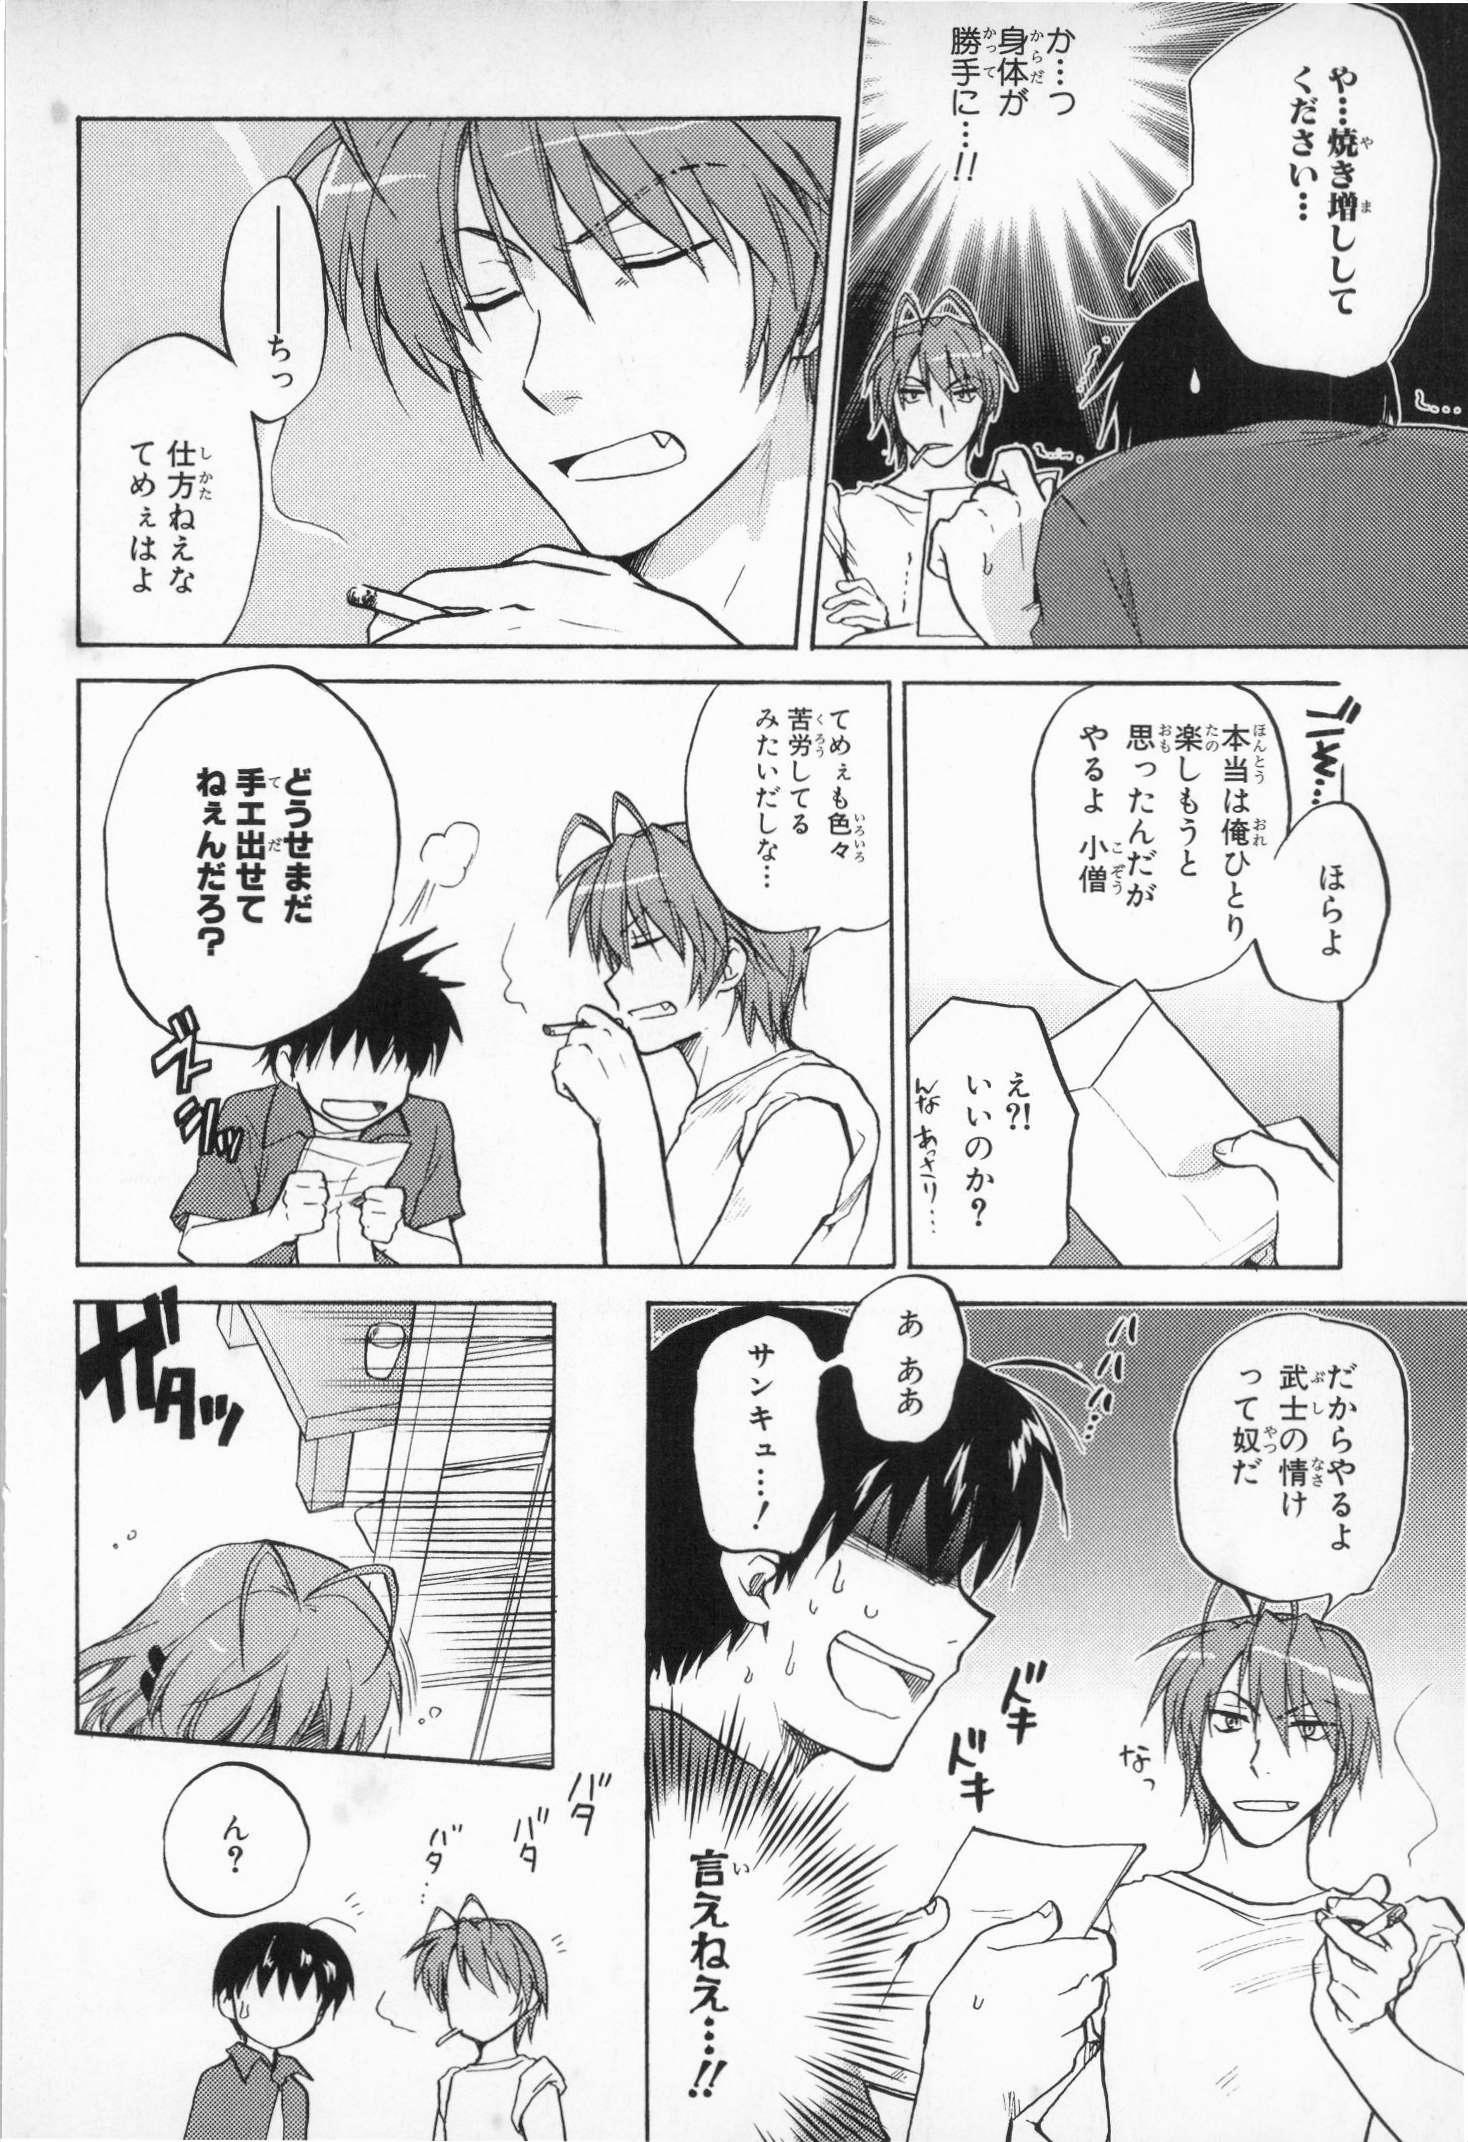 や…焼き増しして
ください…
か…っ
身体が
勝手に…!!
――ちっ
仕方ねえな
てめぇはよ
ほらよ
本当は俺ひとり
楽しもうと
思ったんだが
やるよ 小僧
え?!
いいのか?
んな
あっさり…
てめぇも色々
苦労してる
みたいだしな…
どうせまだ
手工出せて
ねぇんだろ?
だからやるよ
武士の情け
って奴だ
ハハハ…
あ ああ
サンキュ…!
なっ
ドキ
ドキ
言えねえ…!!
ガタッ
バタ
バタ
バタ…
ん?